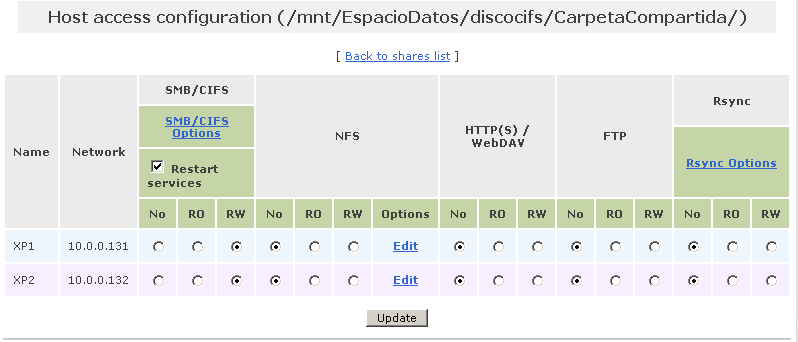 Host access configuration (/mnt/EspacioDatos/discocifs/CarpetaCompartida/)
[ Back to shares list ]
Name Network SMB/CIFS NFS HTTP(S) / WebDAV FTP Rsync
SMB/CIFS Options
Rsync Options
Restart services
No RO RW No RO RW Options No RO RW No RO RW No RO RW
XP1 10.0.0.131 Edit
XP2 10.0.0.132 Edit
Update